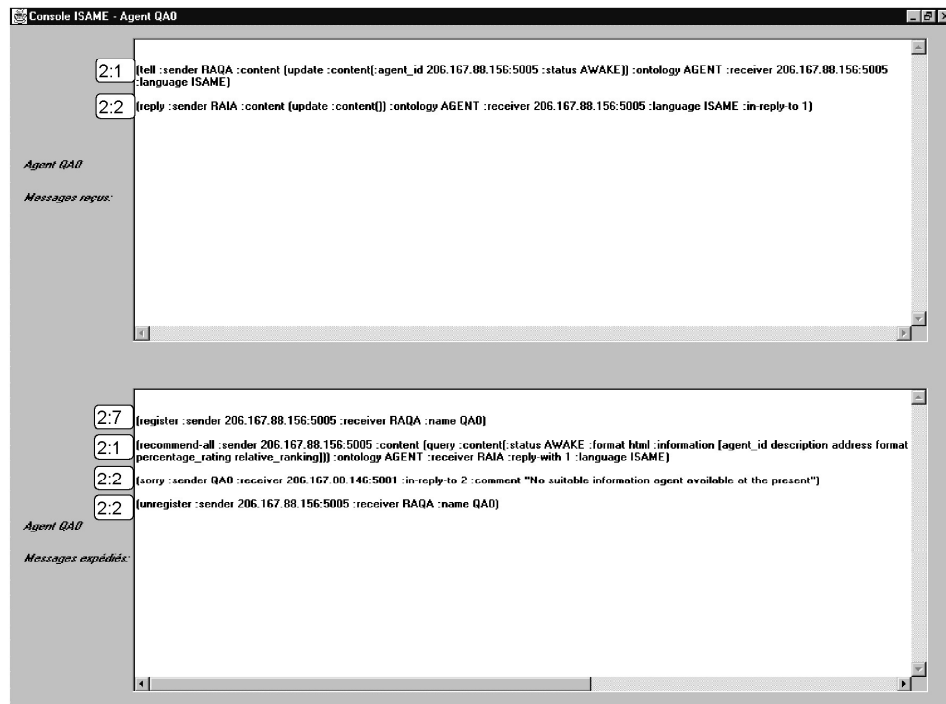 Console ISAME - Agent QA0
2:1 (tell :sender RAQA :content (update :content(:agent_id 206.167.88.156:5005 :status AWAKE)) :ontology AGENT :receiver 206.167.88.156:5005
:language ISAME)
2:2 (reply :sender RAIA :content (update :content()) :ontology AGENT :receiver 206.167.88.156:5005 :language ISAME :in-reply-to 1)
Agent QA0
Messages reçus:
2:7 (register :sender 206.167.88.156:5005 :receiver RAQA :name QA0)
2:1 (recommend-all :sender 206.167.88.156:5005 :content (query :content(:status AWAKE :format html :information [agent_id description address format
percentage_rating relative_ranking])) :ontology AGENT :receiver RAIA :reply-with 1 :language ISAME)
2:2 (sorry :sender QA0 :receiver 206.167.88.146:5001 :in-reply-to 2 :comment "No suitable information agent available at the present")
2:2 (unregister :sender 206.167.88.156:5005 :receiver RAQA :name QA0)
Agent QA0
Messages expédiés: